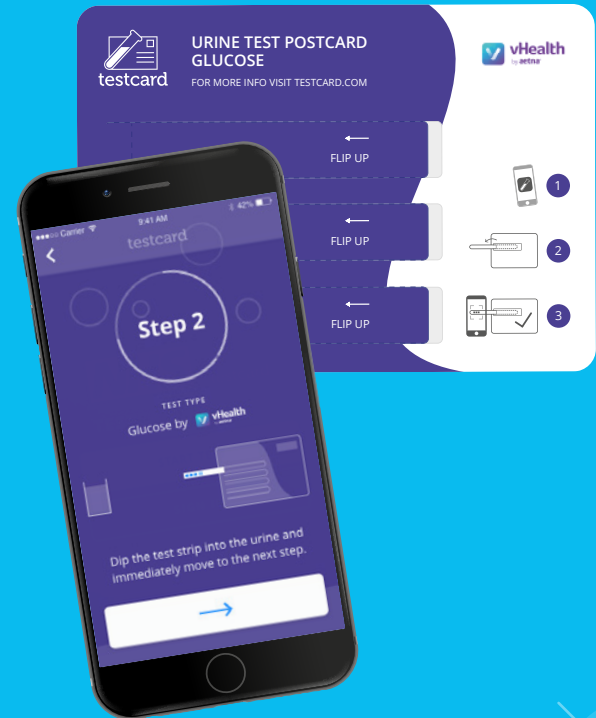 testcard
URINE TEST POSTCARD
GLUCOSE
FOR MORE INFO VISIT TESTCARD.COM
vHealth
by aetna
FLIP UP
FLIP UP
FLIP UP
1
2
3
Carrier
9:41 AM
42%
testcard
Step 2
TEST TYPE
Glucose by vHealth
Dip the test strip into the urine and
immediately move to the next step.